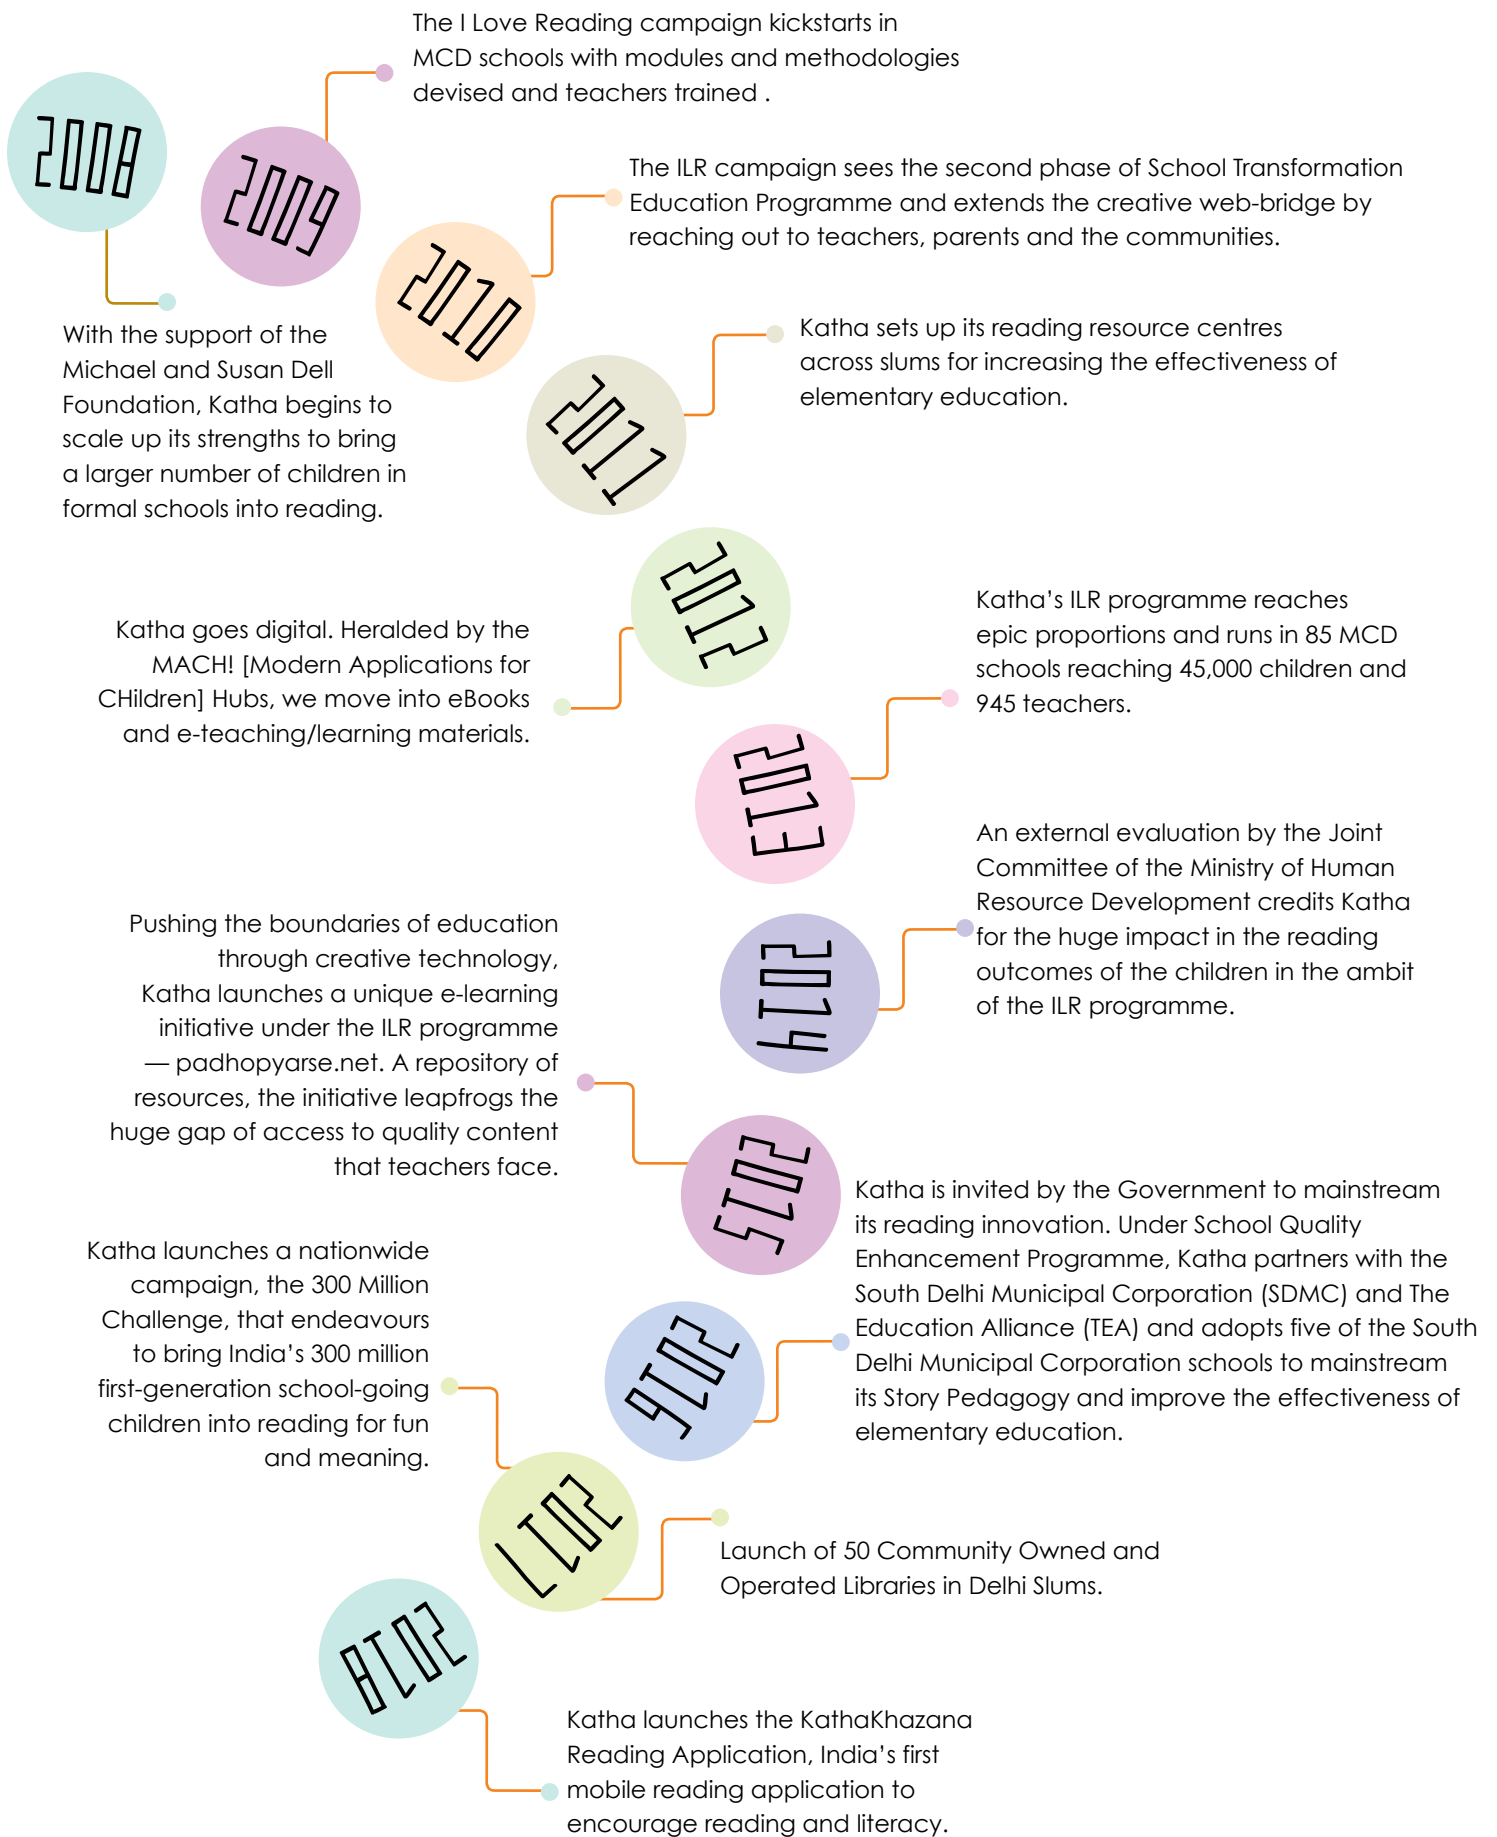 2008
With the support of the
Michael and Susan Dell
Foundation, Katha begins to
scale up its strengths to bring
a larger number of children in
formal schools into reading.
2009
The I Love Reading campaign kickstarts in
MCD schools with modules and methodologies
devised and teachers trained .
2010
The ILR campaign sees the second phase of School Transformation
Education Programme and extends the creative web-bridge by
reaching out to teachers, parents and the communities.
2011
Katha sets up its reading resource centres
across slums for increasing the effectiveness of
elementary education.
2012
Katha goes digital. Heralded by the
MACH! [Modern Applications for
CHildren] Hubs, we move into eBooks
and e-teaching/learning materials.
2013
Katha’s ILR programme reaches
epic proportions and runs in 85 MCD
schools reaching 45,000 children and
945 teachers.
2014
An external evaluation by the Joint
Committee of the Ministry of Human
Resource Development credits Katha
for the huge impact in the reading
outcomes of the children in the ambit
of the ILR programme.
2015
Pushing the boundaries of education
through creative technology,
Katha launches a unique e-learning
initiative under the ILR programme
— padhopyarse.net. A repository of
resources, the initiative leapfrogs the
huge gap of access to quality content
that teachers face.
2016
Katha is invited by the Government to mainstream
its reading innovation. Under School Quality
Enhancement Programme, Katha partners with the
South Delhi Municipal Corporation (SDMC) and The
Education Alliance (TEA) and adopts five of the South
Delhi Municipal Corporation schools to mainstream
its Story Pedagogy and improve the effectiveness of
elementary education.
2017
Katha launches a nationwide
campaign, the 300 Million
Challenge, that endeavours
to bring India’s 300 million
first-generation school-going
children into reading for fun
and meaning.
Launch of 50 Community Owned and
Operated Libraries in Delhi Slums.
2018
Katha launches the KathaKhazana
Reading Application, India’s first
mobile reading application to
encourage reading and literacy.